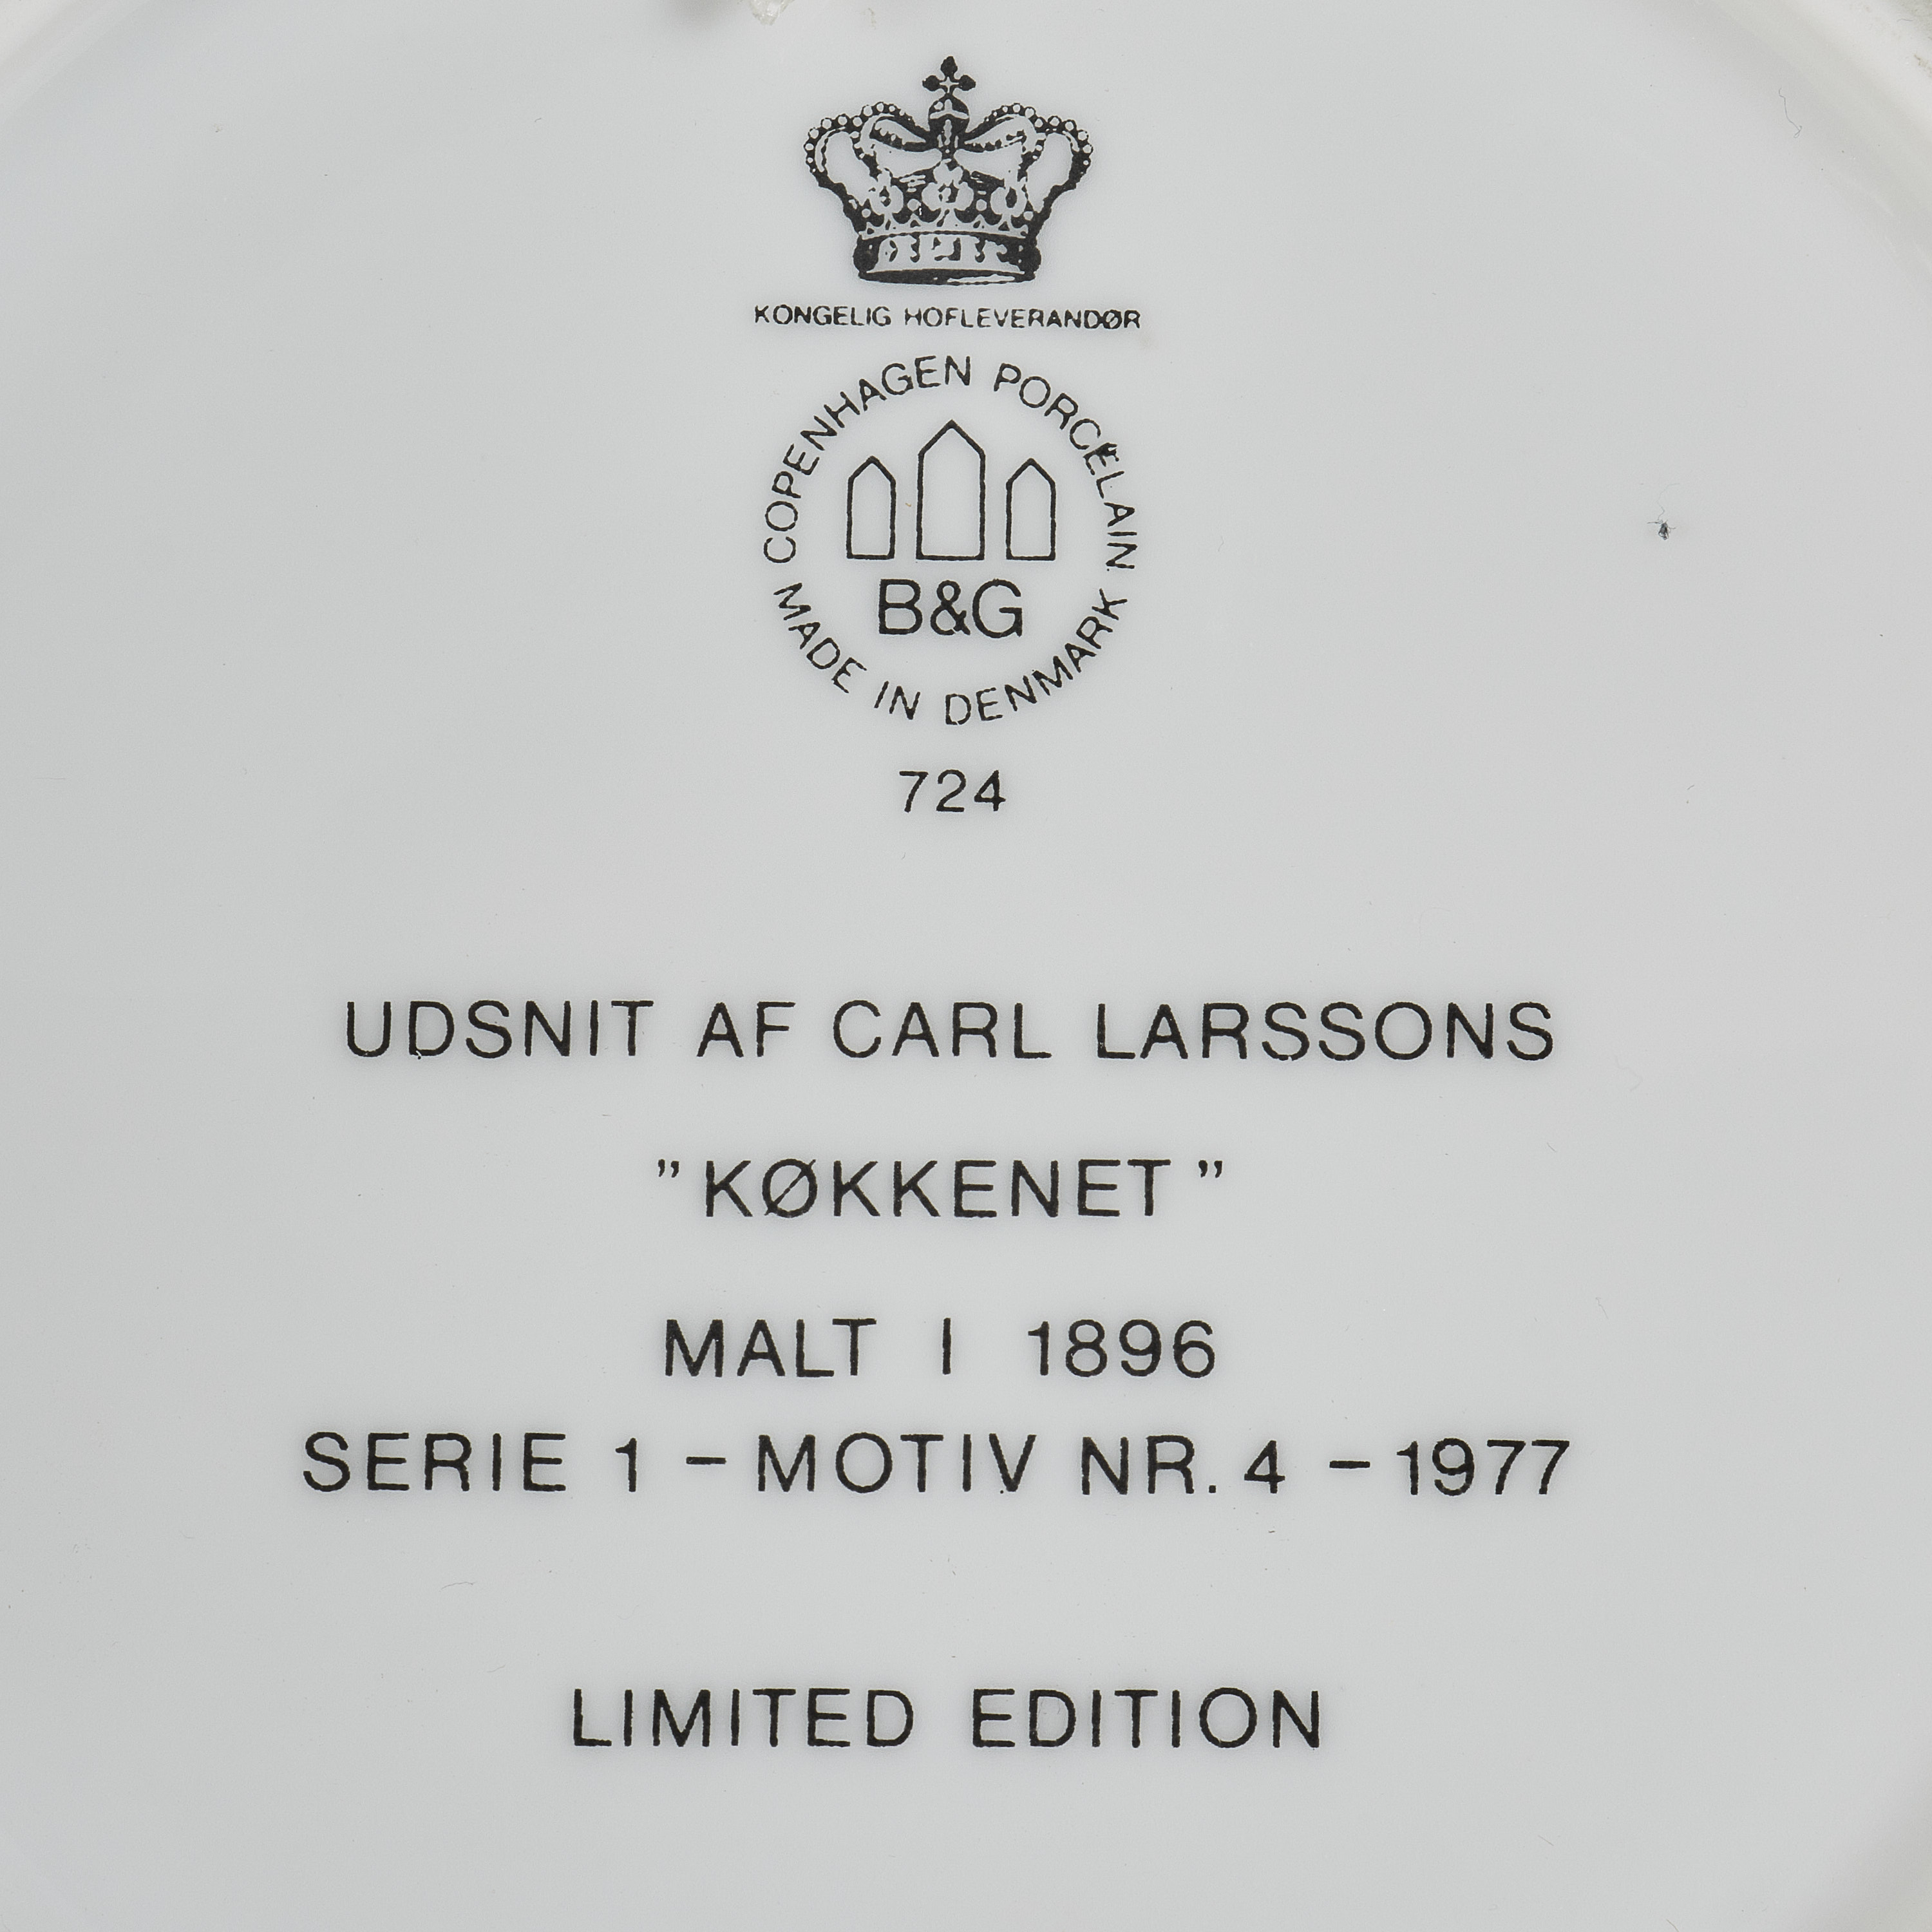 KONGELIG HOFLEVERANDØR
COPENHAGEN PORCELAIN
B&G
MADE IN DENMARK
724
UDSNIT AF CARL LARSSONS
”KØKKENET”
MALT I 1896
SERIE 1 – MOTIV NR. 4 – 1977
LIMITED EDITION